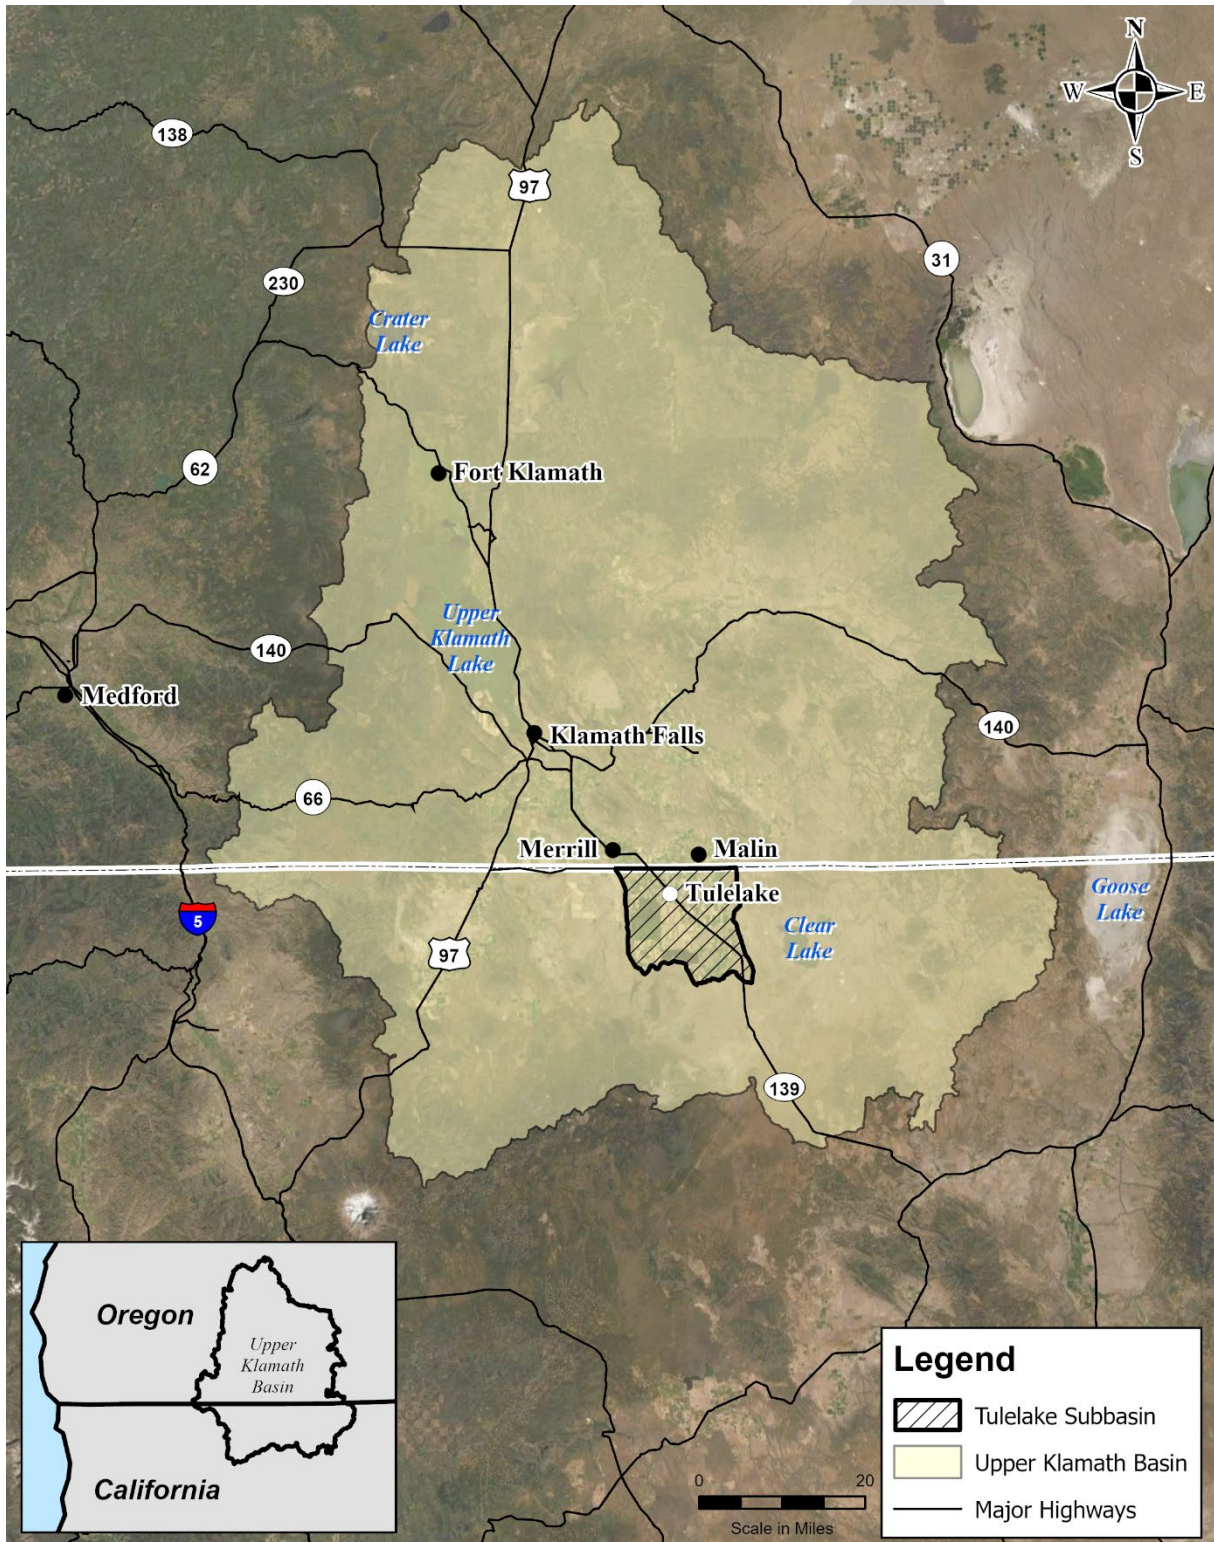 N
W
E
S
138
97
31
230
Crater
Lake
62
Fort Klamath
Upper
Klamath
Lake
140
Medford
Klamath Falls
140
66
Merrill
Malin
Tulelake
Goose
Lake
Clear
Lake
5
97
139
Oregon
Upper
Klamath
Basin
California
Legend
Tulelake Subbasin
Upper Klamath Basin
Major Highways
0
20
Scale in Miles